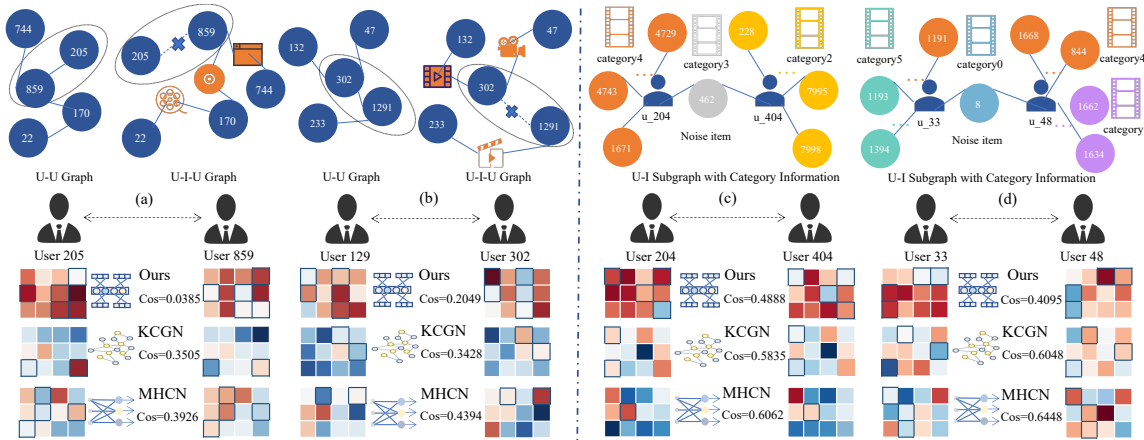 744
205
859
170
22
U-U Graph
205
859
744
170
22
U-I-U Graph
(a)
132
47
302
1291
233
U-U Graph
132
47
302
233
1291
U-I-U Graph
(b)
category4
4729
category3
228
category2
4743
u_204
462
u_404
7995
1671
Noise item
7998
U-I Subgraph with Category Information
(c)
category5
1191
category0
1668
844
category4
1193
u_33
8
u_48
1662
category
1394
Noise item
1634
U-I Subgraph with Category Information
(d)
User 205
User 859
Ours
Cos=0.0385
KCGN
Cos=0.3505
MHCN
Cos=0.3926
User 129
User 302
Ours
Cos=0.2049
KCGN
Cos=0.3428
MHCN
Cos=0.4394
User 204
User 404
Ours
Cos=0.4888
KCGN
Cos=0.5835
MHCN
Cos=0.6062
User 33
User 48
Ours
Cos=0.4095
KCGN
Cos=0.6048
MHCN
Cos=0.6448